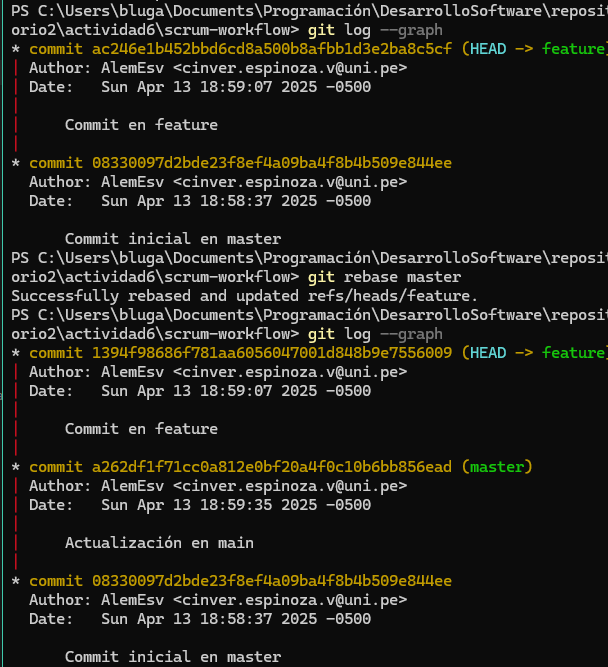 PS C:\Users\bluga\Documents\Programación\DesarrolloSoftware\reposit
orio2\actividad6\scrum-workflow> git log --graph
* commit ac246e1b452bbd6cd8a500b8afbb1d3e2ba8c5cf (HEAD -> feature)
| Author: AlemEsv <cinver.espinoza.v@uni.pe>
| Date:   Sun Apr 13 18:59:07 2025 -0500
|
|     Commit en feature
|
* commit 08330097d2bde23f8ef4a09ba4f8b4b509e844ee
  Author: AlemEsv <cinver.espinoza.v@uni.pe>
  Date:   Sun Apr 13 18:58:37 2025 -0500
      Commit inicial en master
PS C:\Users\bluga\Documents\Programación\DesarrolloSoftware\reposit
orio2\actividad6\scrum-workflow> git rebase master
Successfully rebased and updated refs/heads/feature.
PS C:\Users\bluga\Documents\Programación\DesarrolloSoftware\reposit
orio2\actividad6\scrum-workflow> git log --graph
* commit 1394f98686f781aa6056047001d848b9e7556009 (HEAD -> feature)
| Author: AlemEsv <cinver.espinoza.v@uni.pe>
| Date:   Sun Apr 13 18:59:07 2025 -0500
|
|     Commit en feature
|
* commit a262df1f71cc0a812e0bf20a4f0c10b6bb856ead (master)
| Author: AlemEsv <cinver.espinoza.v@uni.pe>
| Date:   Sun Apr 13 18:59:35 2025 -0500
|
|     Actualización en main
|
* commit 08330097d2bde23f8ef4a09ba4f8b4b509e844ee
  Author: AlemEsv <cinver.espinoza.v@uni.pe>
  Date:   Sun Apr 13 18:58:37 2025 -0500
      Commit inicial en master